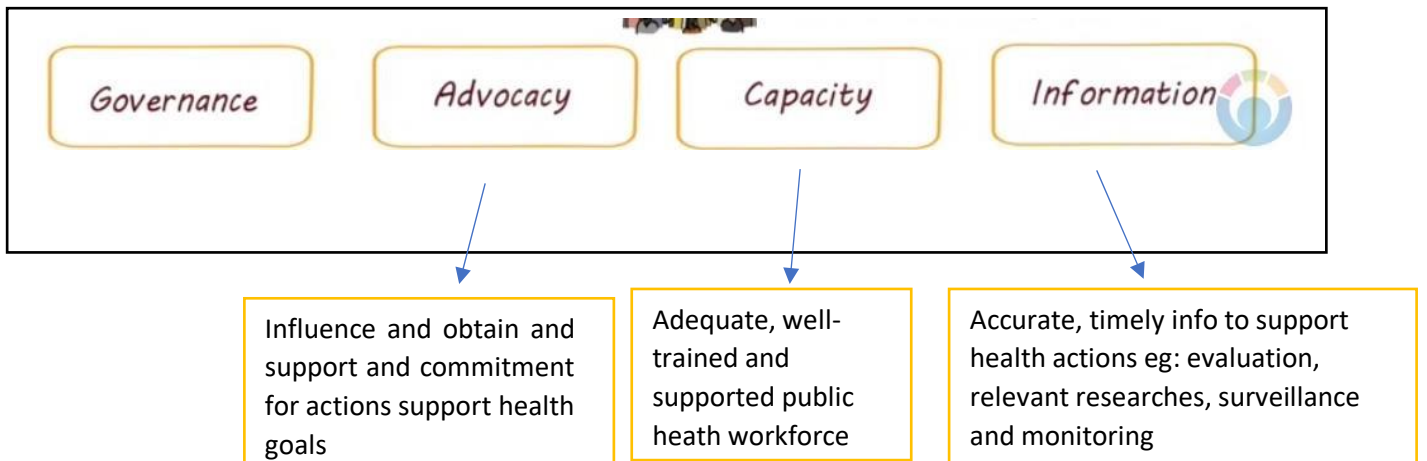 Governance
Advocacy
Capacity
Information
Influence and obtain and
support and commitment
for actions support health
goals
Adequate, well-
trained and
supported public
heath workforce
Accurate, timely info to support
health actions eg: evaluation,
relevant researches, surveillance
and monitoring